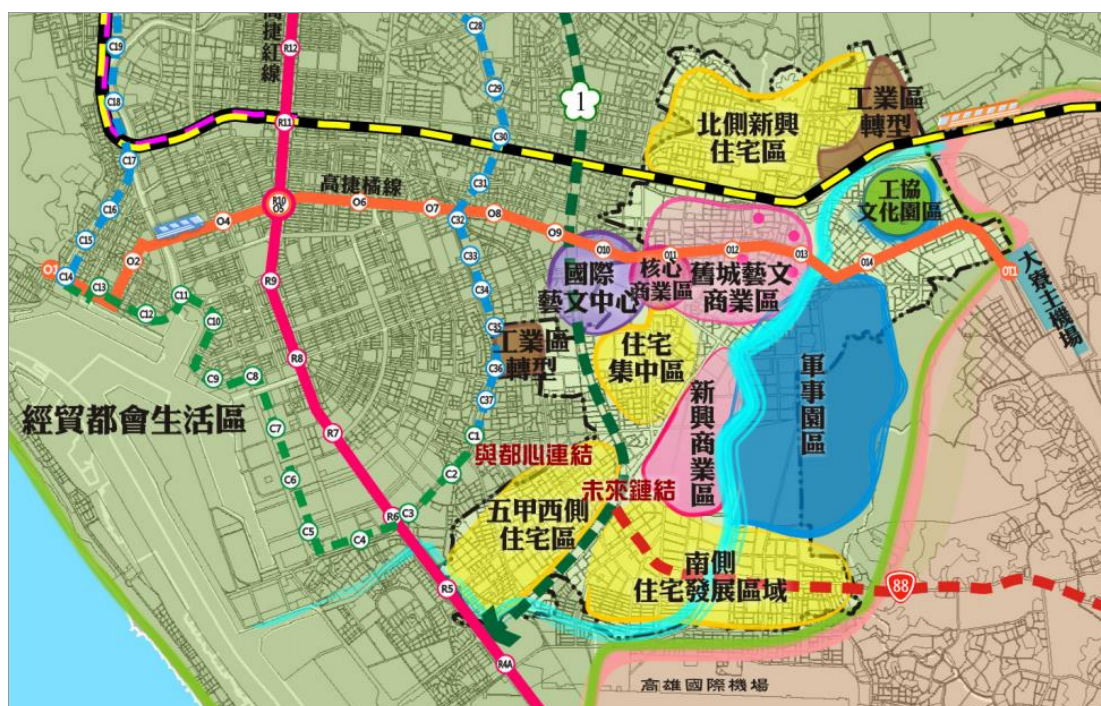 C28
C19
高捷紅線
R12
C29
1
工業區
轉型
C18
北側新興
住宅區
R11
C30
C17
高捷橘線
C31
工協
文化園區
C16
R10
O5
O6
O7
C32
O8
O4
O9
O10
O11
O12
O13
O14
OT1
大寮主機場
C15
O2
C33
國際
藝文中心
核心
商業區
舊城藝文
商業區
O1
C14
C13
C11
R9
C34
C12
C10
C35
工業區
轉型
住宅
集中區
軍事園區
R8
C36
C9
C8
新興商業區
C37
經貿都會生活區
C7
R7
C1
與都心連結
C2
C6
未來鏈結
R6
C3
五甲西側
住宅區
C5
C4
南側
住宅發展區域
R5
88
R4A
高雄國際機場